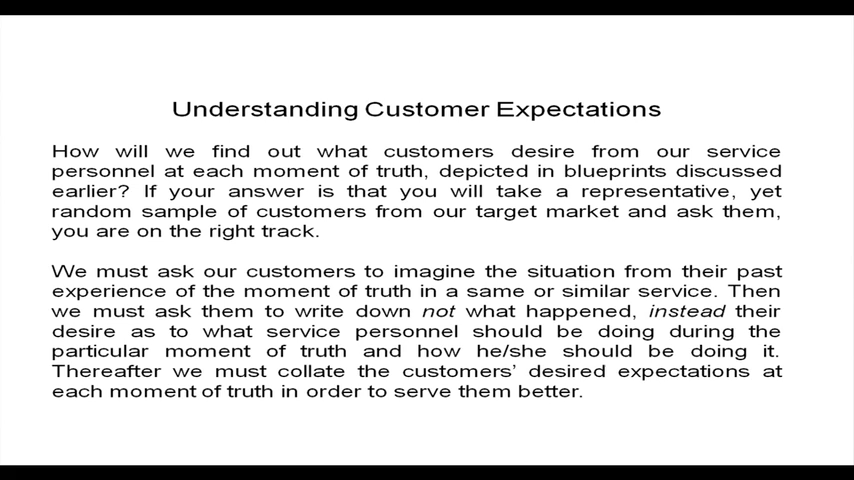 Understanding Customer Expectations
How will we find out what customers desire from our service
personnel at each moment of truth, depicted in blueprints discussed
earlier? If your answer is that you will take a representative, yet
random sample of customers from our target market and ask them,
you are on the right track.
We must ask our customers to imagine the situation from their past
experience of the moment of truth in a same or similar service. Then
we must ask them to write down not what happened, instead their
desire as to what service personnel should be doing during the
particular moment of truth and how he/she should be doing it.
Thereafter we must collate the customers’ desired expectations at
each moment of truth in order to serve them better.